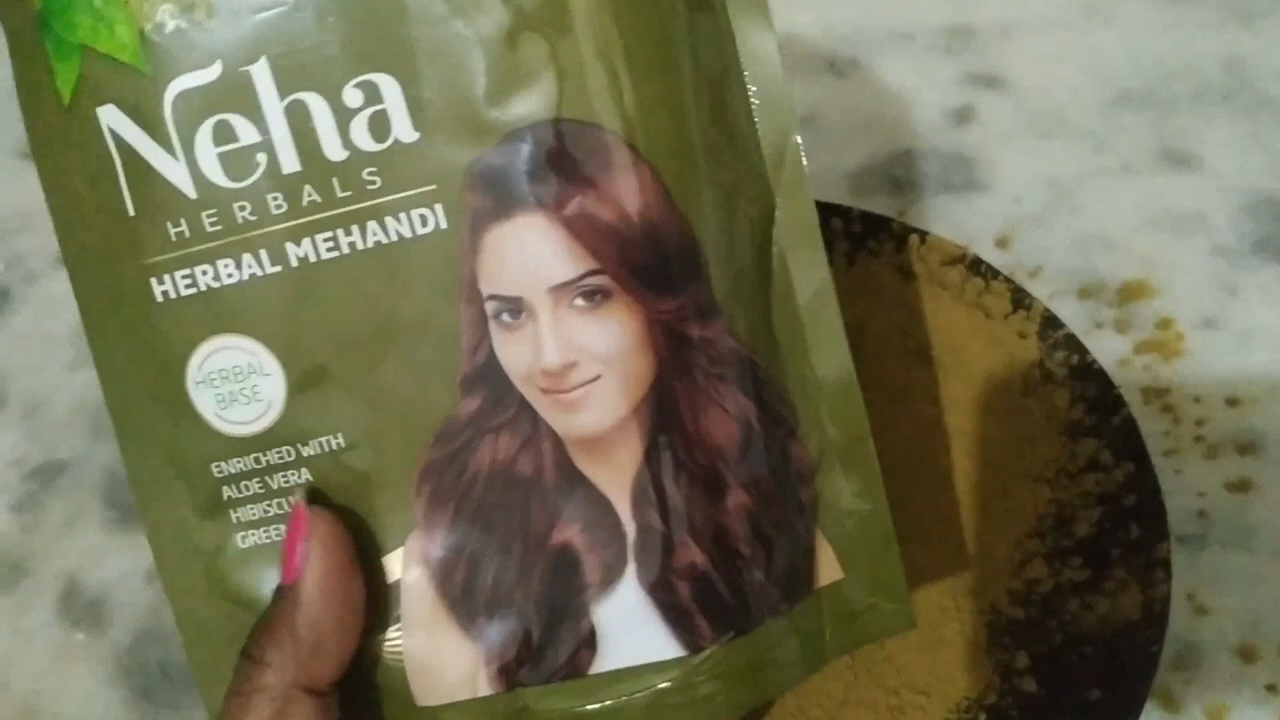 Neha
HERBALS
HERBAL MEHANDI
HERBAL
BASE
ENRICHED WITH
ALOE VERA